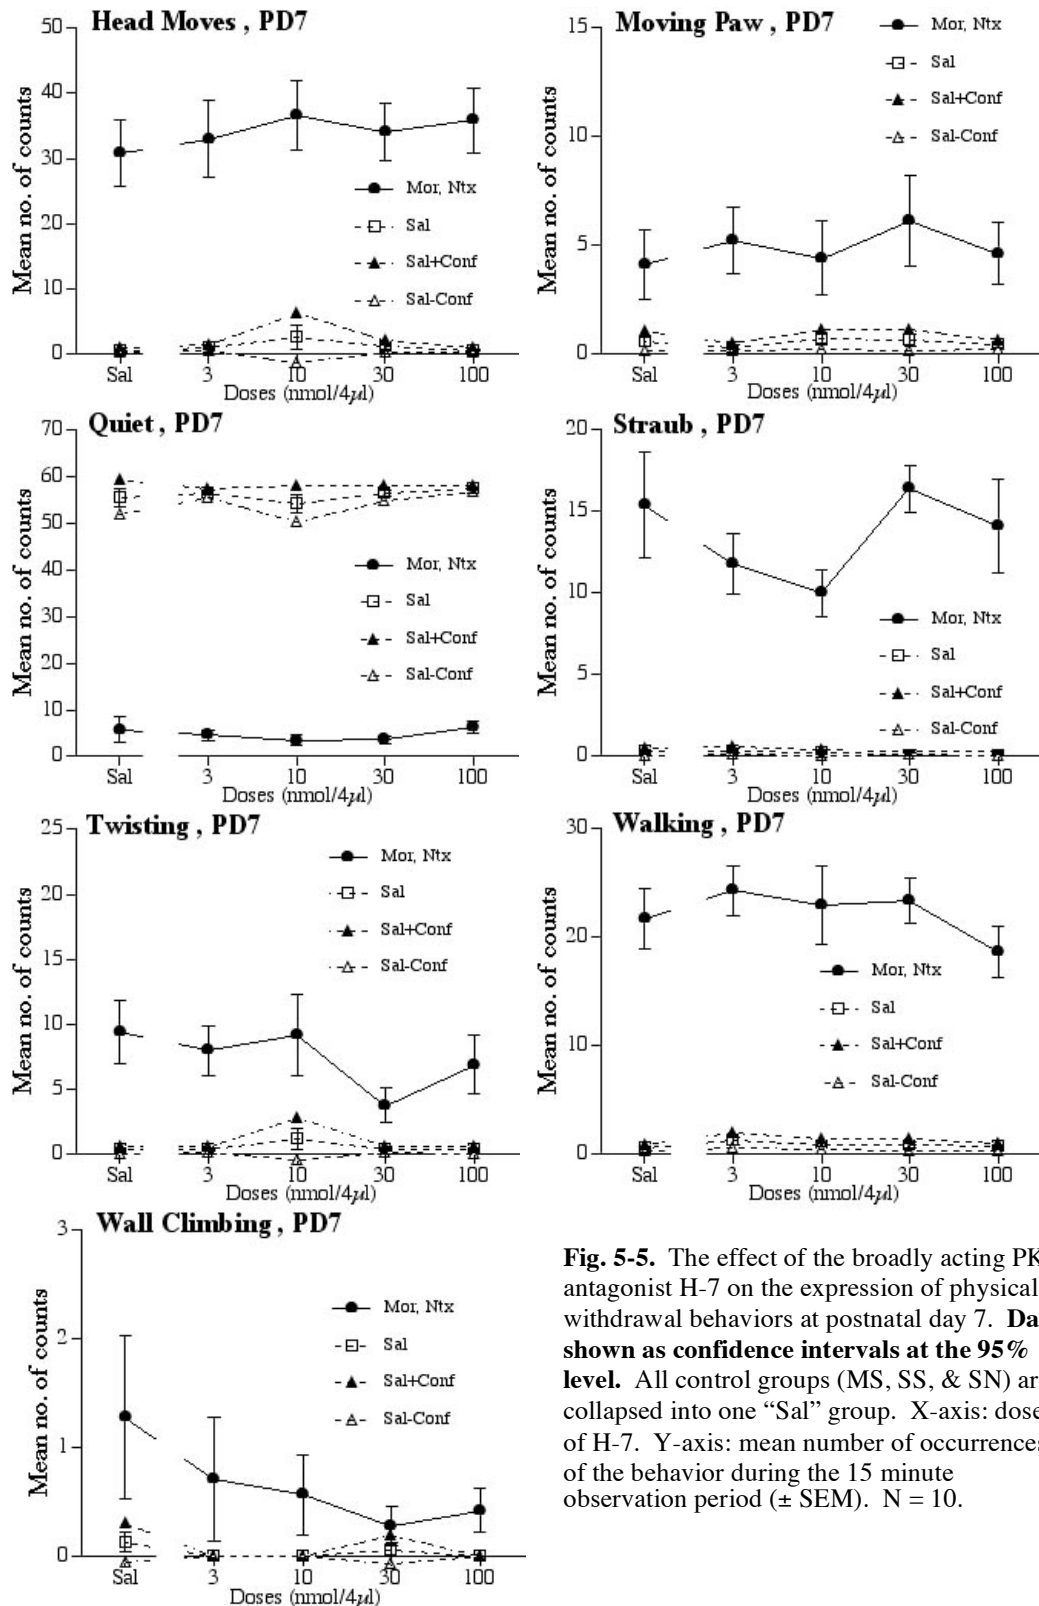 Head Moves , PD7
Mean no. of counts
50
40
30
20
10
0
Mor, Ntx
Sal
Sal+Conf
Sal-Conf
Sal
3
10
30
100
Doses (nmol/4µl)
Moving Paw , PD7
Mean no. of counts
15
10
5
0
Mor, Ntx
Sal
Sal+Conf
Sal-Conf
Sal
3
10
30
100
Doses (nmol/4µl)
Quiet , PD7
Mean no. of counts
70
60
50
40
30
20
10
0
Mor, Ntx
Sal
Sal+Conf
Sal-Conf
Sal
3
10
30
100
Doses (nmol/4µl)
Straub , PD7
Mean no. of counts
20
15
10
5
0
Mor, Ntx
Sal
Sal+Conf
Sal-Conf
Sal
3
10
30
100
Doses (nmol/4µl)
Twisting , PD7
Mean no. of counts
25
20
15
10
5
0
Mor, Ntx
Sal
Sal+Conf
Sal-Conf
Sal
3
10
30
100
Doses (nmol/4µl)
Walking , PD7
Mean no. of counts
30
20
10
0
Mor, Ntx
Sal
Sal+Conf
Sal-Conf
Sal
3
10
30
100
Doses (nmol/4µl)
Wall Climbing , PD7
Mean no. of counts
3
2
1
0
Mor, Ntx
Sal
Sal+Conf
Sal-Conf
Sal
3
10
30
100
Doses (nmol/4µl)
Fig. 5-5. The effect of the broadly acting PK
antagonist H-7 on the expression of physical
withdrawal behaviors at postnatal day 7. Da
shown as confidence intervals at the 95%
level. All control groups (MS, SS, & SN) ar
collapsed into one “Sal” group. X-axis: dose
of H-7. Y-axis: mean number of occurrences
of the behavior during the 15 minute
observation period (± SEM). N = 10.